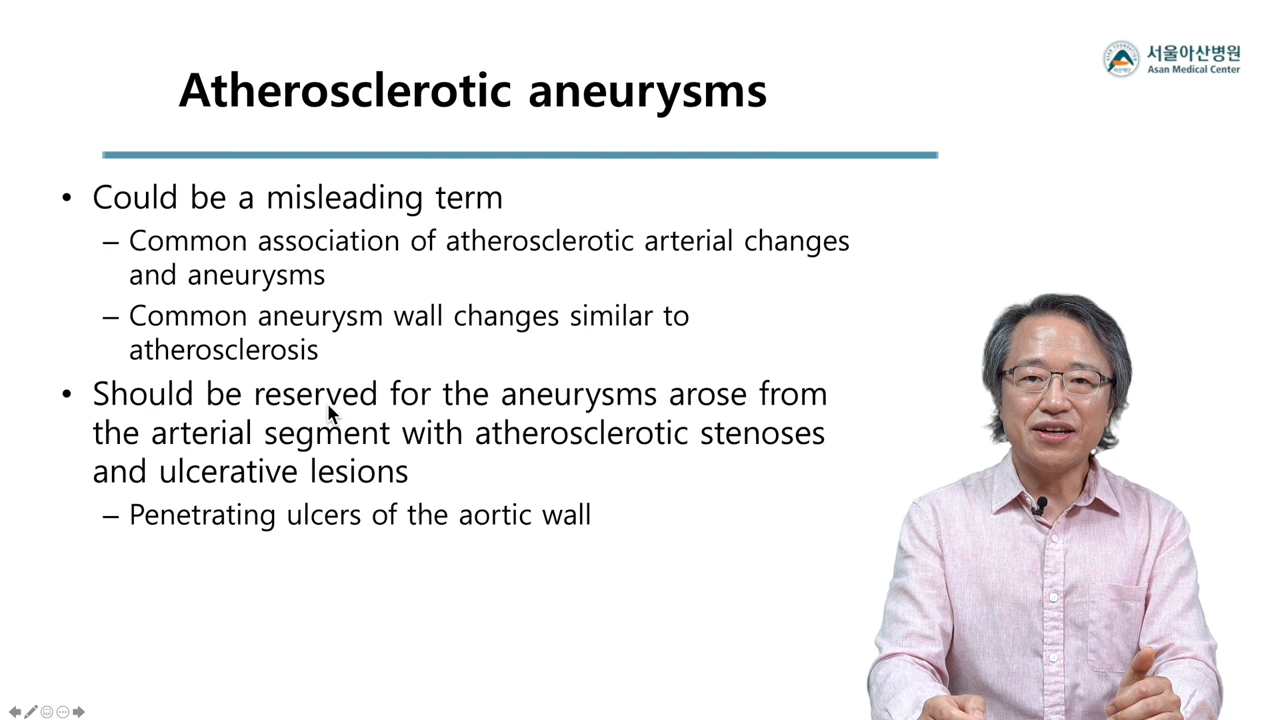 서울아산병원
Asan Medical Center
Atherosclerotic aneurysms
• Could be a misleading term
– Common association of atherosclerotic arterial changes
and aneurysms
– Common aneurysm wall changes similar to
atherosclerosis
• Should be reserved for the aneurysms arose from
the arterial segment with atherosclerotic stenoses
and ulcerative lesions
– Penetrating ulcers of the aortic wall